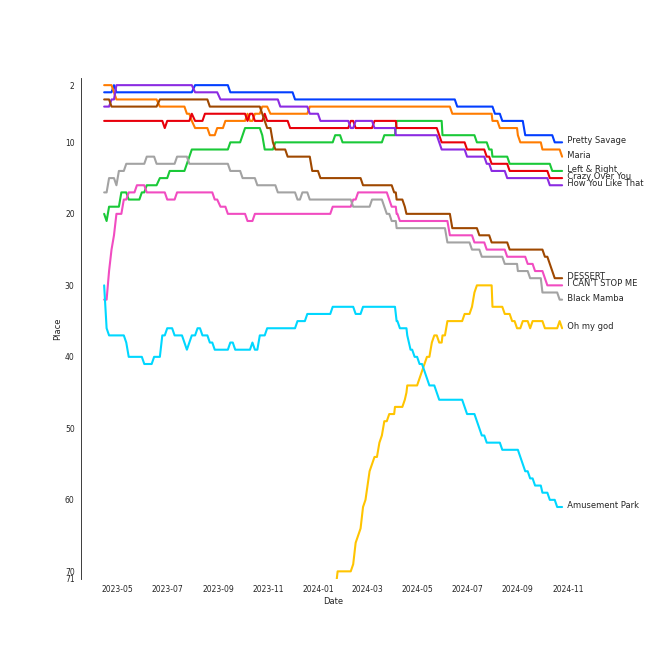 2
10
20
30
40
50
60
70
71
Place
2023-05
2023-07
2023-09
2023-11
2024-01
2024-03
2024-05
2024-07
2024-09
2024-11
Date
Pretty Savage
Maria
Left & Right
Crazy Over You
How You Like That
DESSERT
I CAN'T STOP ME
Black Mamba
Oh my god
Amusement Park